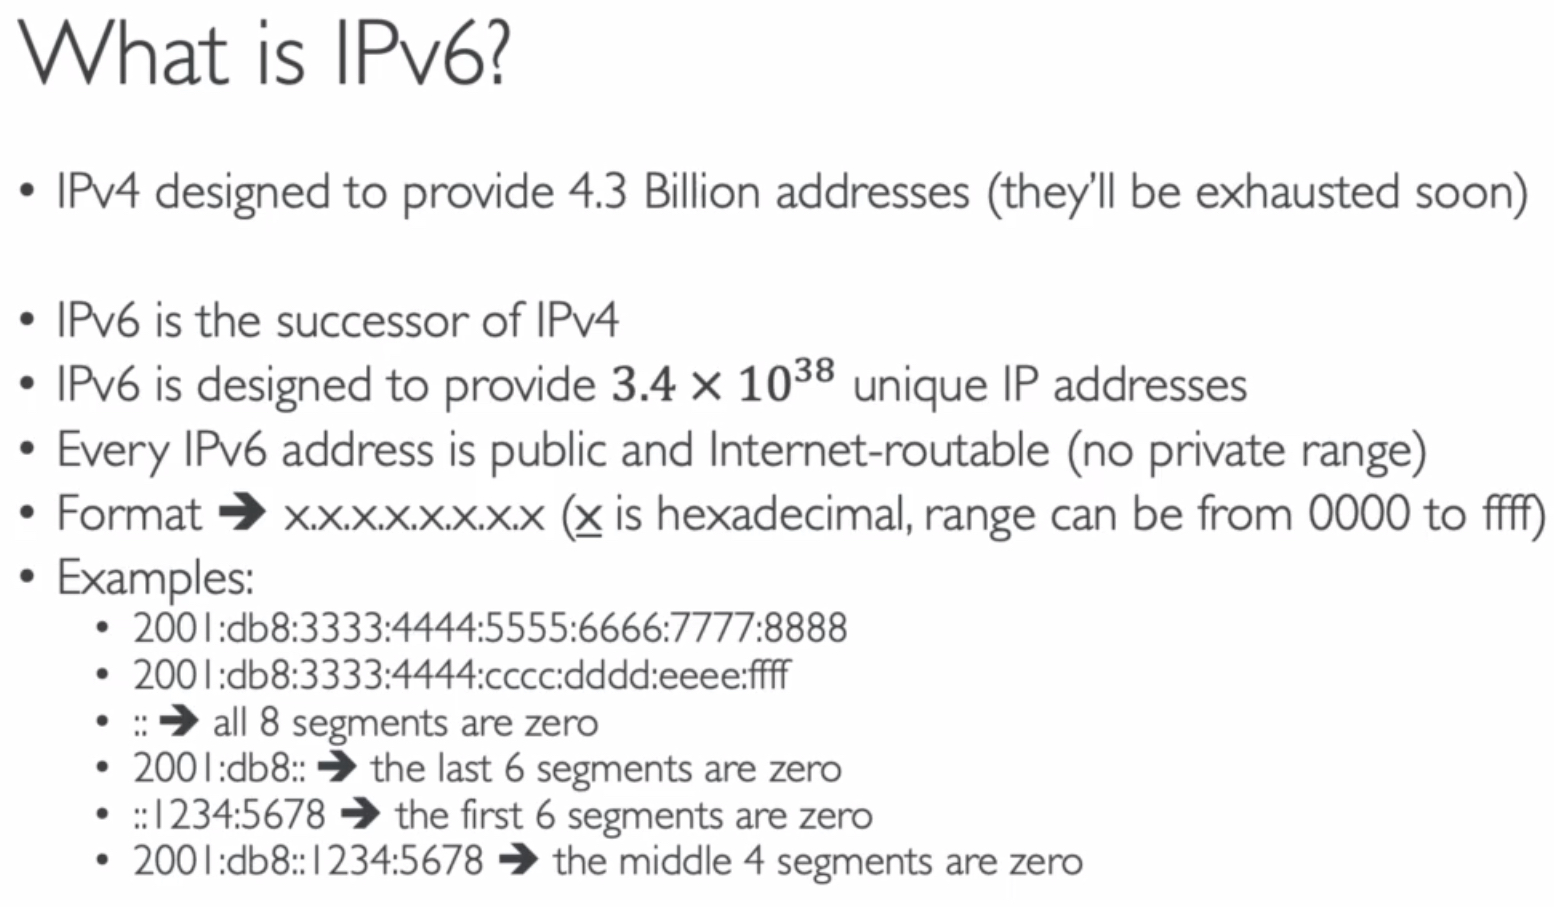 What is IPv6?
• IPv4 designed to provide 4.3 Billion addresses (they'll be exhausted soon)
• IPv6 is the successor of IPv4
• IPv6 is designed to provide 3.4 × 10³⁸ unique IP addresses
• Every IPv6 address is public and Internet-routable (no private range)
• Format ➔ x.x.x.x.x.x.x.x (x is hexadecimal, range can be from 0000 to ffff)
• Examples:
• 2001:db8:3333:4444:5555:6666:7777:8888
• 2001:db8:3333:4444:cccc:dddd:eeee:ffff
• :: ➔ all 8 segments are zero
• 2001:db8:: ➔ the last 6 segments are zero
• ::1234:5678 ➔ the first 6 segments are zero
• 2001:db8::1234:5678 ➔ the middle 4 segments are zero